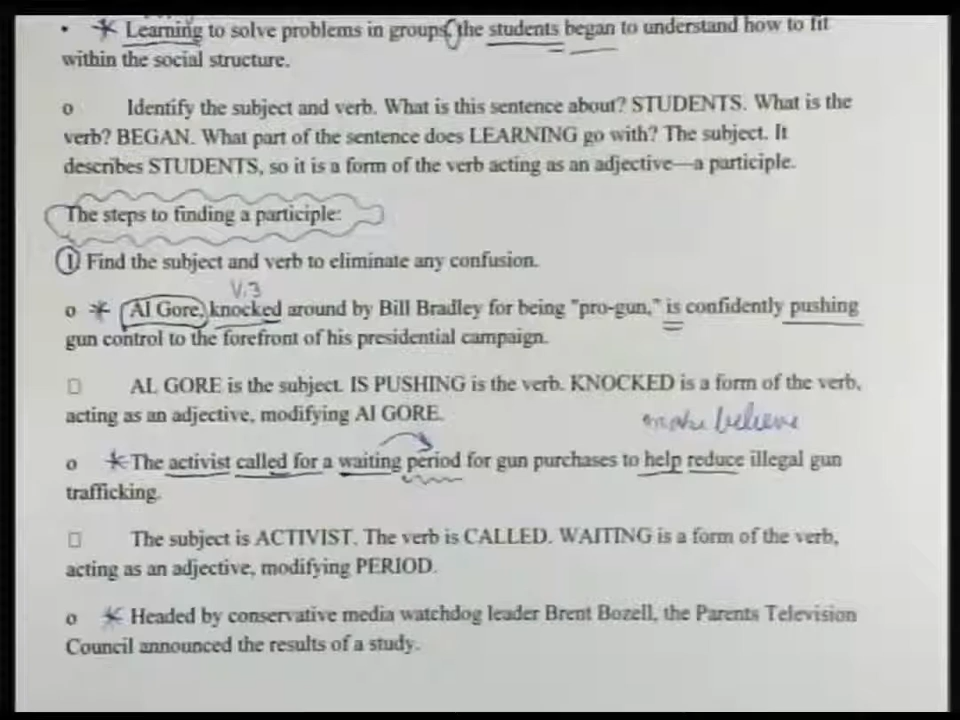 • * Learning to solve problems in groups, the students began to understand how to fit
within the social structure.
o Identify the subject and verb. What is this sentence about? STUDENTS. What is the
verb? BEGAN. What part of the sentence does LEARNING go with? The subject. It
describes STUDENTS, so it is a form of the verb acting as an adjective—a participle.
The steps to finding a participle:
1 Find the subject and verb to eliminate any confusion.
V.3
o * Al Gore, knocked around by Bill Bradley for being "pro-gun," is confidently pushing
gun control to the forefront of his presidential campaign.
□ AL GORE is the subject. IS PUSHING is the verb. KNOCKED is a form of the verb,
acting as an adjective, modifying Al GORE.
make believe
o * The activist called for a waiting period for gun purchases to help reduce illegal gun
trafficking.
□ The subject is ACTIVIST. The verb is CALLED. WAITING is a form of the verb,
acting as an adjective, modifying PERIOD.
o * Headed by conservative media watchdog leader Brent Bozell, the Parents Television
Council announced the results of a study.